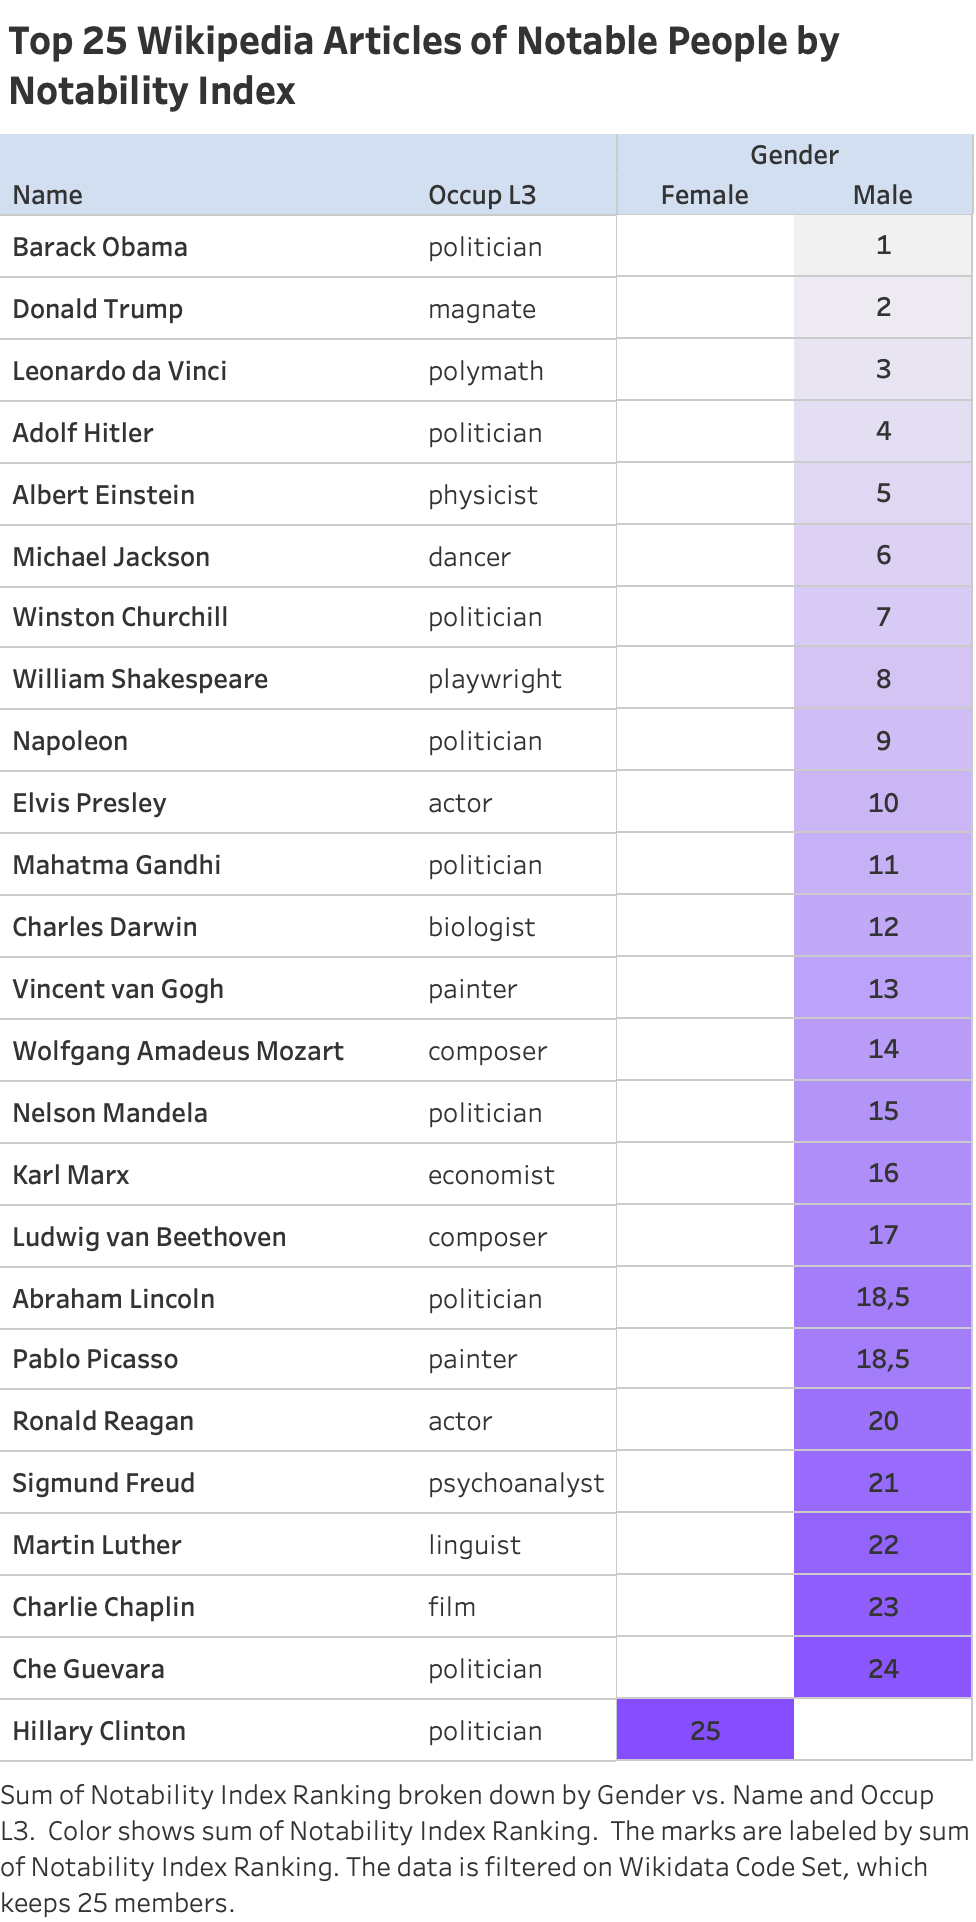 Top 25 Wikipedia Articles of Notable People by
Notability Index
Gender
Name Occup L3 Female Male
Barack Obama politician 1
Donald Trump magnate 2
Leonardo da Vinci polymath 3
Adolf Hitler politician 4
Albert Einstein physicist 5
Michael Jackson dancer 6
Winston Churchill politician 7
William Shakespeare playwright 8
Napoleon politician 9
Elvis Presley actor 10
Mahatma Gandhi politician 11
Charles Darwin biologist 12
Vincent van Gogh painter 13
Wolfgang Amadeus Mozart composer 14
Nelson Mandela politician 15
Karl Marx economist 16
Ludwig van Beethoven composer 17
Abraham Lincoln politician 18,5
Pablo Picasso painter 18,5
Ronald Reagan actor 20
Sigmund Freud psychoanalyst 21
Martin Luther linguist 22
Charlie Chaplin film 23
Che Guevara politician 24
Hillary Clinton politician 25
Sum of Notability Index Ranking broken down by Gender vs. Name and Occup
L3.  Color shows sum of Notability Index Ranking.  The marks are labeled by sum
of Notability Index Ranking. The data is filtered on Wikidata Code Set, which
keeps 25 members.